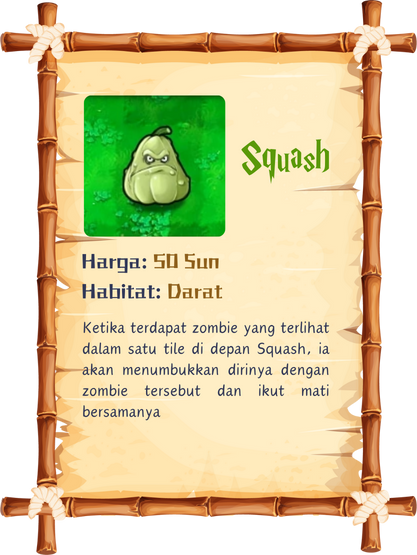 Squash
Harga: 50 Sun
Habitat: Darat
Ketika terdapat zombie yang terlihat
dalam satu tile di depan Squash, ia
akan menumbukkan dirinya dengan
zombie tersebut dan ikut mati
bersamanya